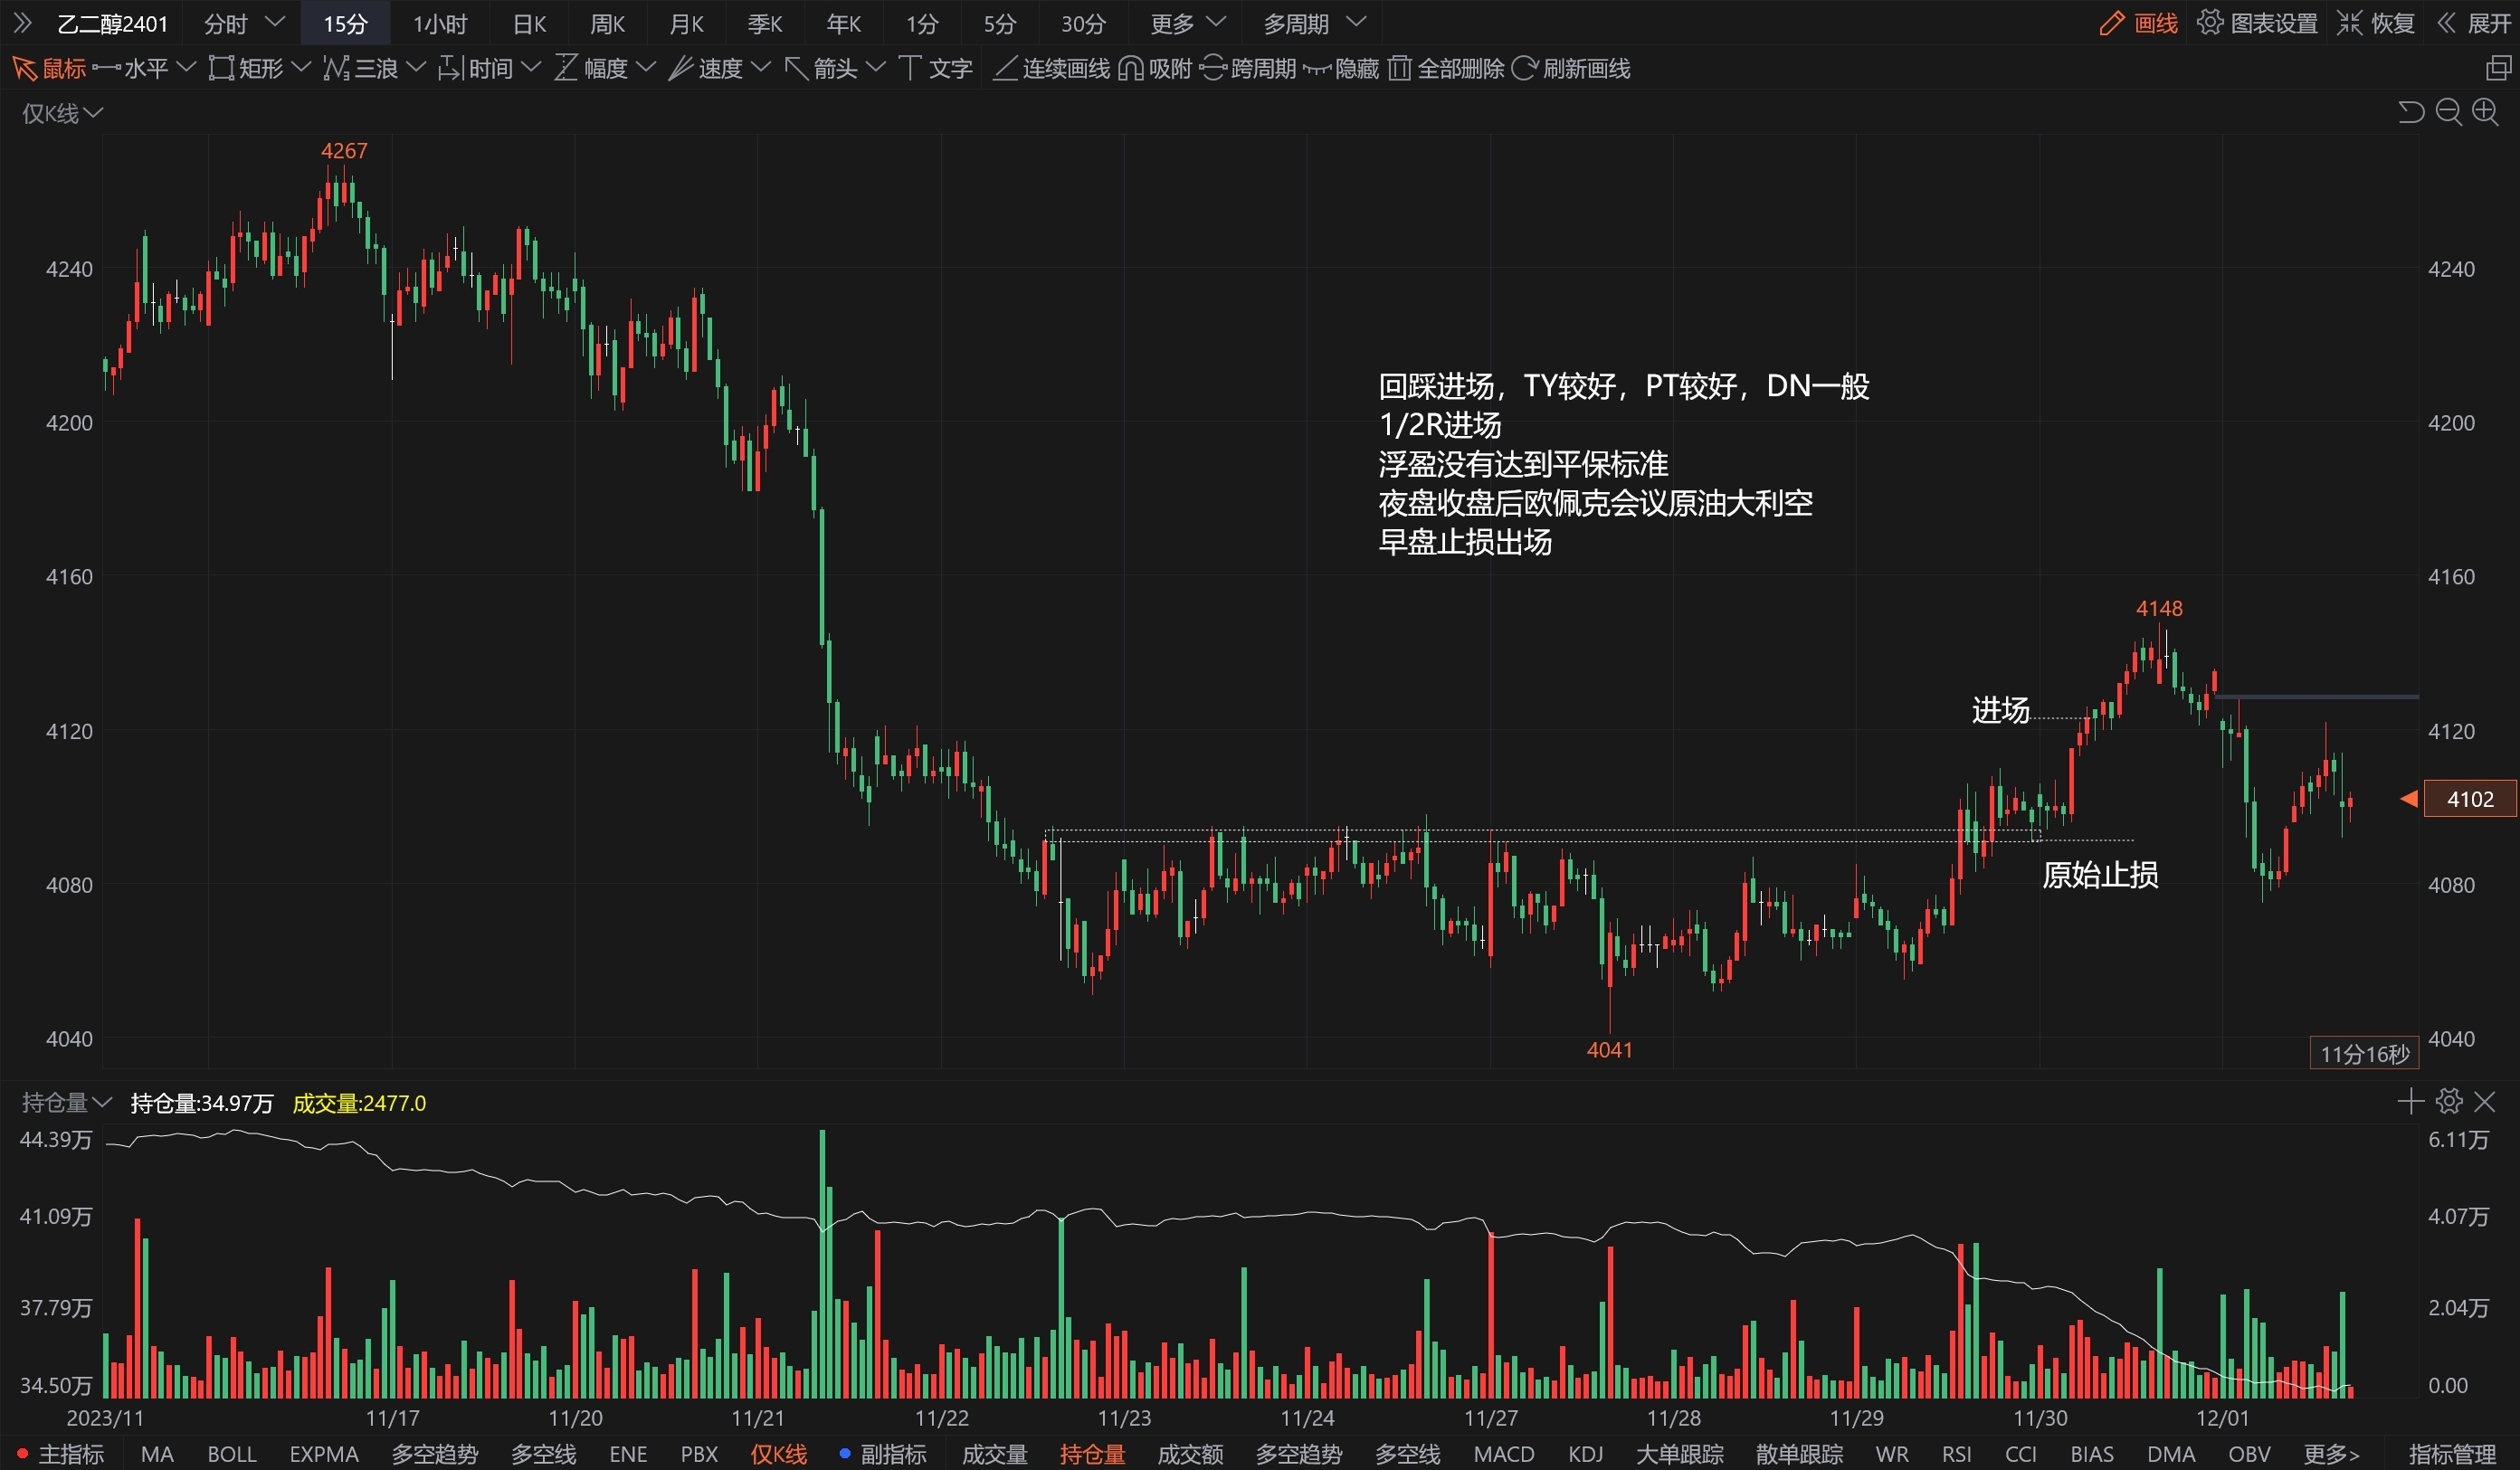 乙二醇2401 分时 15分 1小时 日K 周K 月K 季K 年K 1分 5分 30分 更多 多周期 画线 图表设置 恢复 展开
鼠标 水平 矩形 三浪 时间 幅度 速度 箭头 文字 连续画线 吸附 跨周期 隐藏 全部删除 刷新画线
仅K线
4267
4240 4240
回踩进场，TY较好，PT较好，DN一般
4200 4200
1/2R进场
浮盈没有达到平保标准
夜盘收盘后欧佩克会议原油大利空
早盘止损出场
4160 4160
4148
进场
4120 4120
4102
原始止损
4080 4080
4040 4040
4041
11分16秒
持仓量 持仓量:34.97万 成交量:2477.0
44.39万 6.11万
41.09万 4.07万
37.79万 2.04万
34.50万 0.00
2023/11 11/17 11/20 11/21 11/22 11/23 11/24 11/27 11/28 11/29 11/30 12/01
主指标 MA BOLL EXPMA 多空趋势 多空线 ENE PBX 仅K线 副指标 成交量 持仓量 成交额 多空趋势 多空线 MACD KDJ 大单跟踪 散单跟踪 WR RSI CCI BIAS DMA OBV 更多> 指标管理